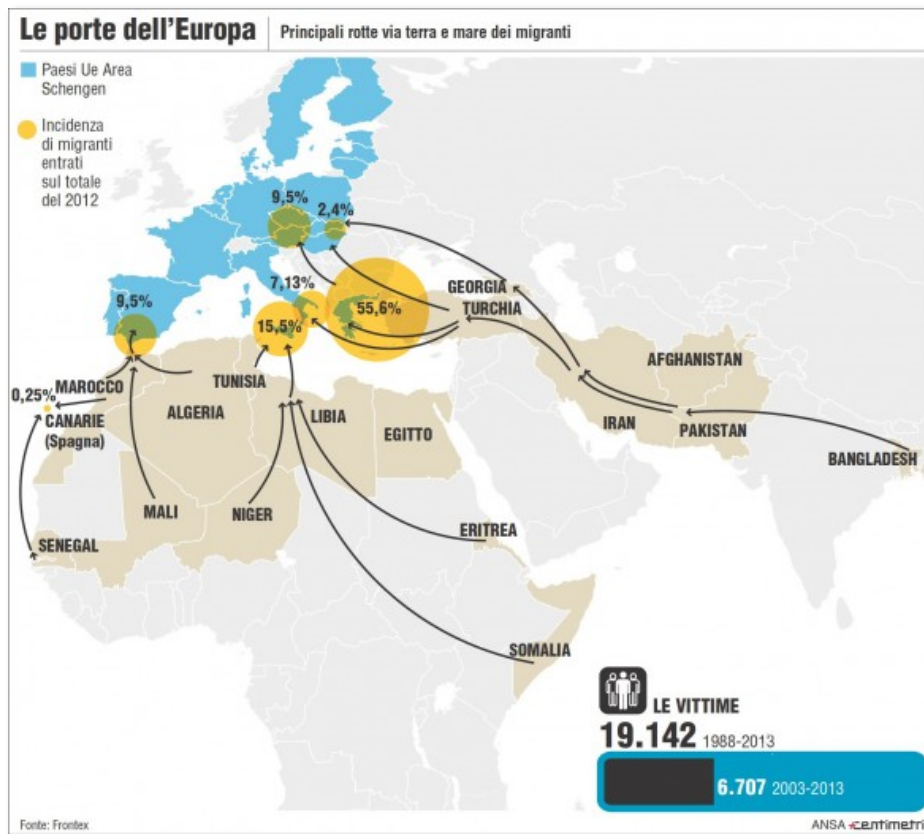 Le porte dell'Europa
Principali rotte via terra e mare dei migranti
Paesi Ue Area
Schengen
Incidenza
di migranti
entrati
sul totale
del 2012
9,5%
2,4%
7,13%
GEORGIA
9,5%
15,5%
55,6%
TURCHIA
AFGHANISTAN
0,25%
MAROCCO
TUNISIA
CANARIE
(Spagna)
ALGERIA
LIBIA
EGITTO
IRAN
PAKISTAN
BANGLADESH
MALI
NIGER
SENEGAL
ERITREA
SOMALIA
LE VITTIME
19.142 1988-2013
6.707 2003-2013
Fonte: Frontex
ANSA centimetri